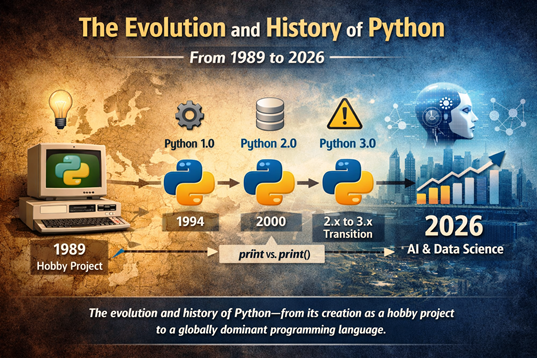 The Evolution and History of Python
From 1989 to 2026
Python 1.0
Python 2.0
Python 3.0
1994
2000
2.x to 3.x
Transition
2026
AI & Data Science
1989
Hobby Project
print vs. print()
The evolution and history of Python—from its creation as a hobby project
to a globally dominant programming language.